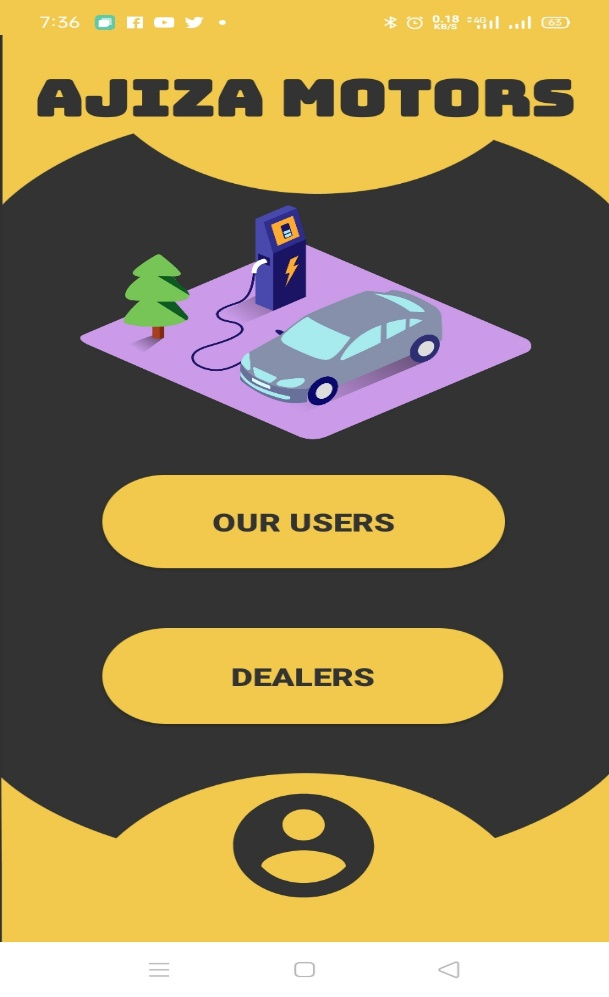 7:36
0.18
KB/S
4G
63
AJIZA MOTORS
OUR USERS
DEALERS